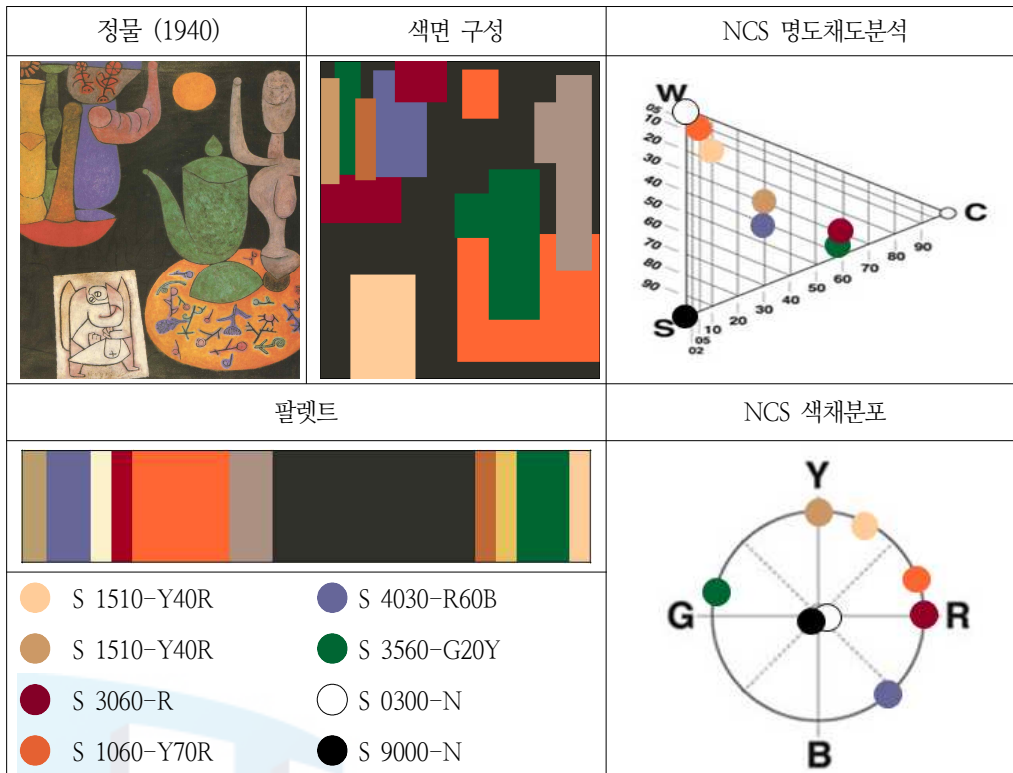 정물 (1940)
색면 구성
NCS 명도채도분석
W
05
10
20
30
40
50
60
70
80
90
S
02
05
10
20
30
40
50
60
70
80
90
C
팔렛트
NCS 색채분포
S 1510-Y40R
S 4030-R60B
S 1510-Y40R
S 3560-G20Y
S 3060-R
S 0300-N
S 1060-Y70R
S 9000-N
Y
G
R
B